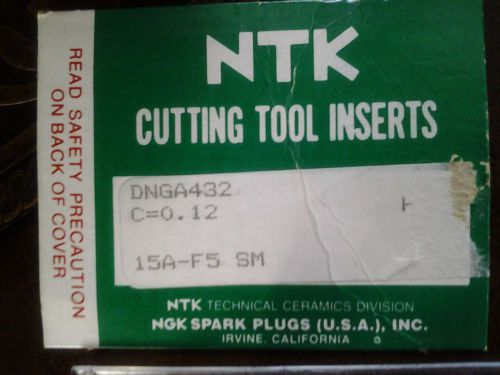 READ SAFETY PRECAUTION
ON BACK OF COVER
NTK
CUTTING TOOL INSERTS
DNGA432
C=0.12
15A-F5 SM
NTK TECHNICAL CERAMICS DIVISION
NGK SPARK PLUGS (U.S.A.), INC.
IRVINE, CALIFORNIA